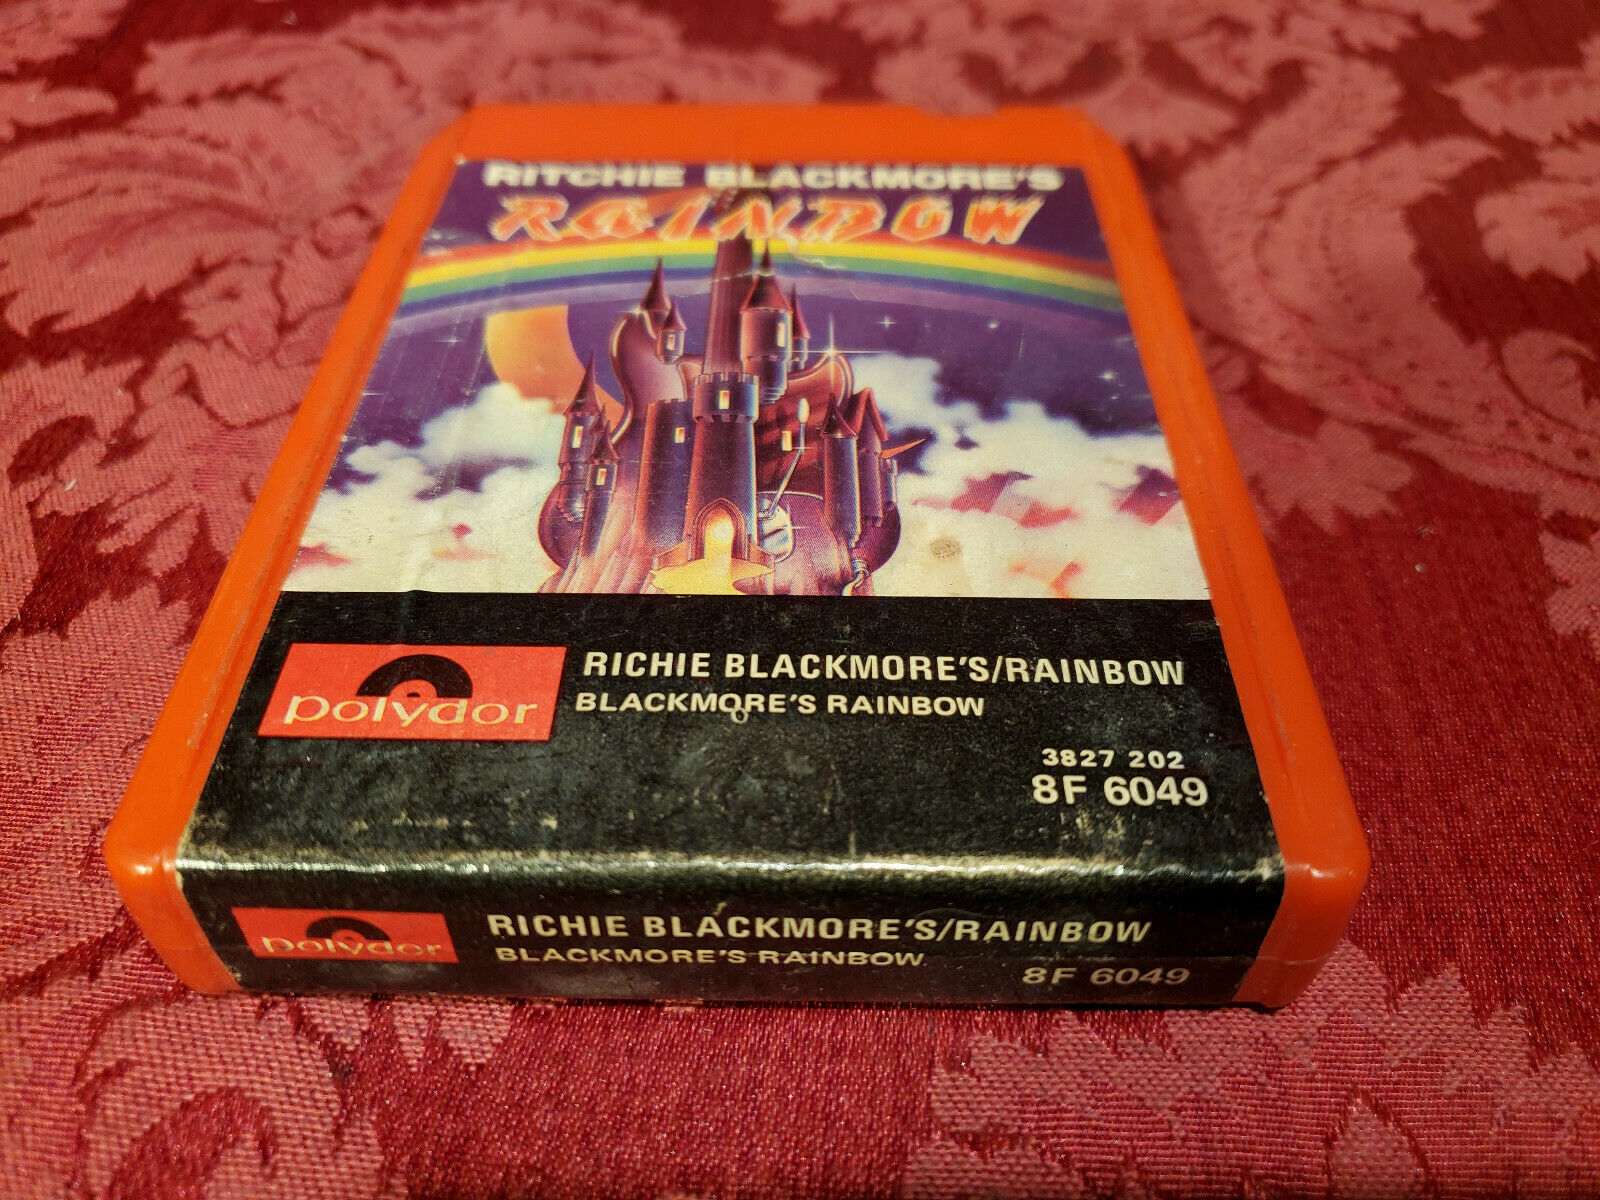 RITCHIE BLACKMORE'S
RAINBOW
polydor
RICHIE BLACKMORE'S/RAINBOW
BLACKMORE'S RAINBOW
3827 202
8F 6049
polydor
RICHIE BLACKMORE'S/RAINBOW
BLACKMORE'S RAINBOW
8F 6049